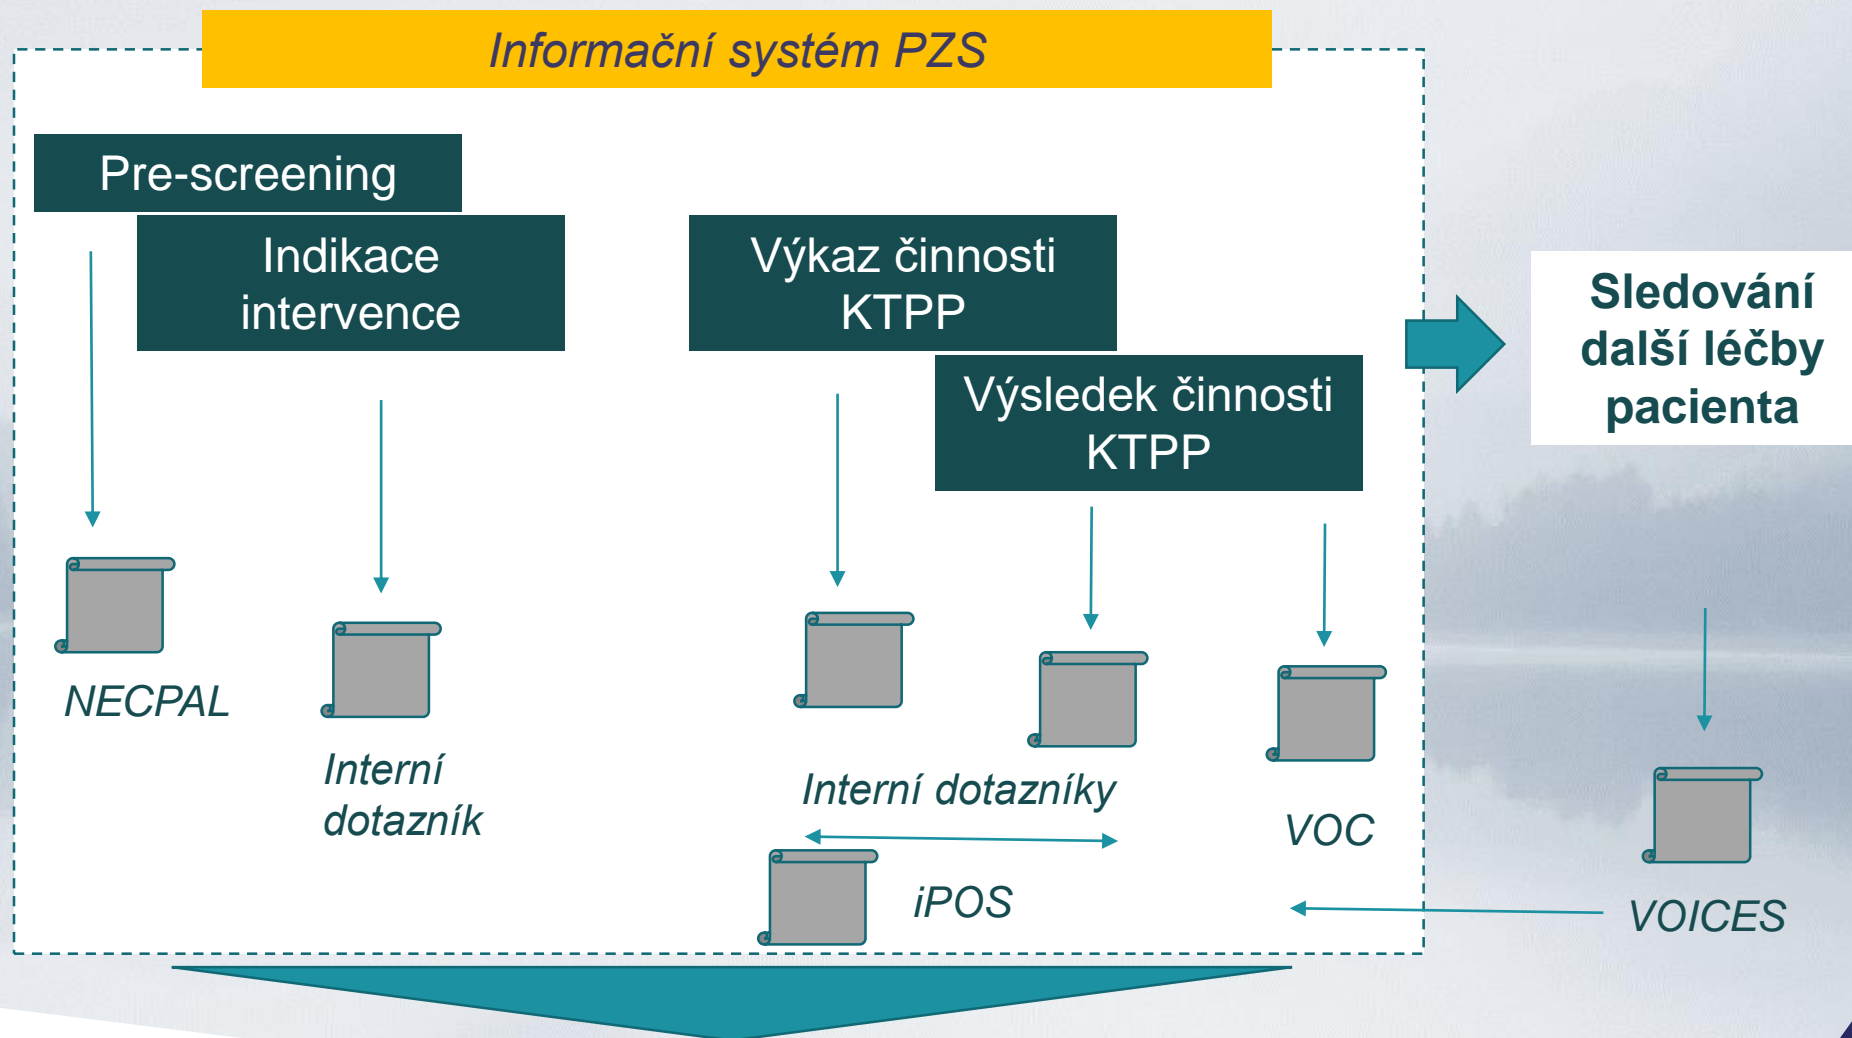 Informační systém PZS
Pre-screening
Indikace
intervence
Výkaz činnosti
KTPP
Výsledek činnosti
KTPP
Sledování
další léčby
pacienta
NECPAL
Interní
dotazník
Interní dotazníky
VOC
iPOS
VOICES